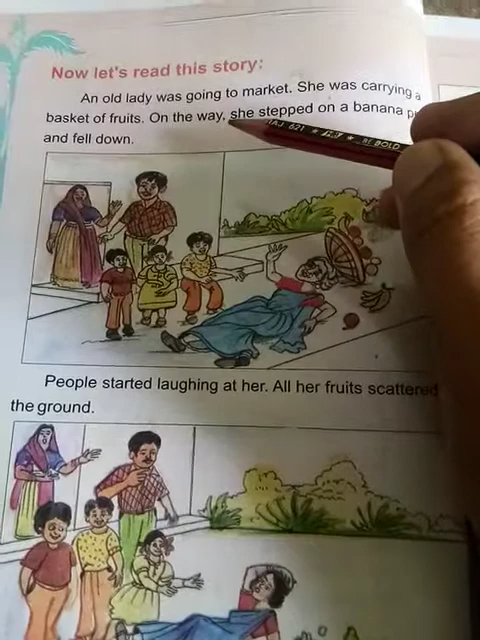 Now let's read this story:
An old lady was going to market. She was carrying a
basket of fruits. On the way, she stepped on a banana
and fell down.
People started laughing at her. All her fruits scattered
the ground.
BE BOLD